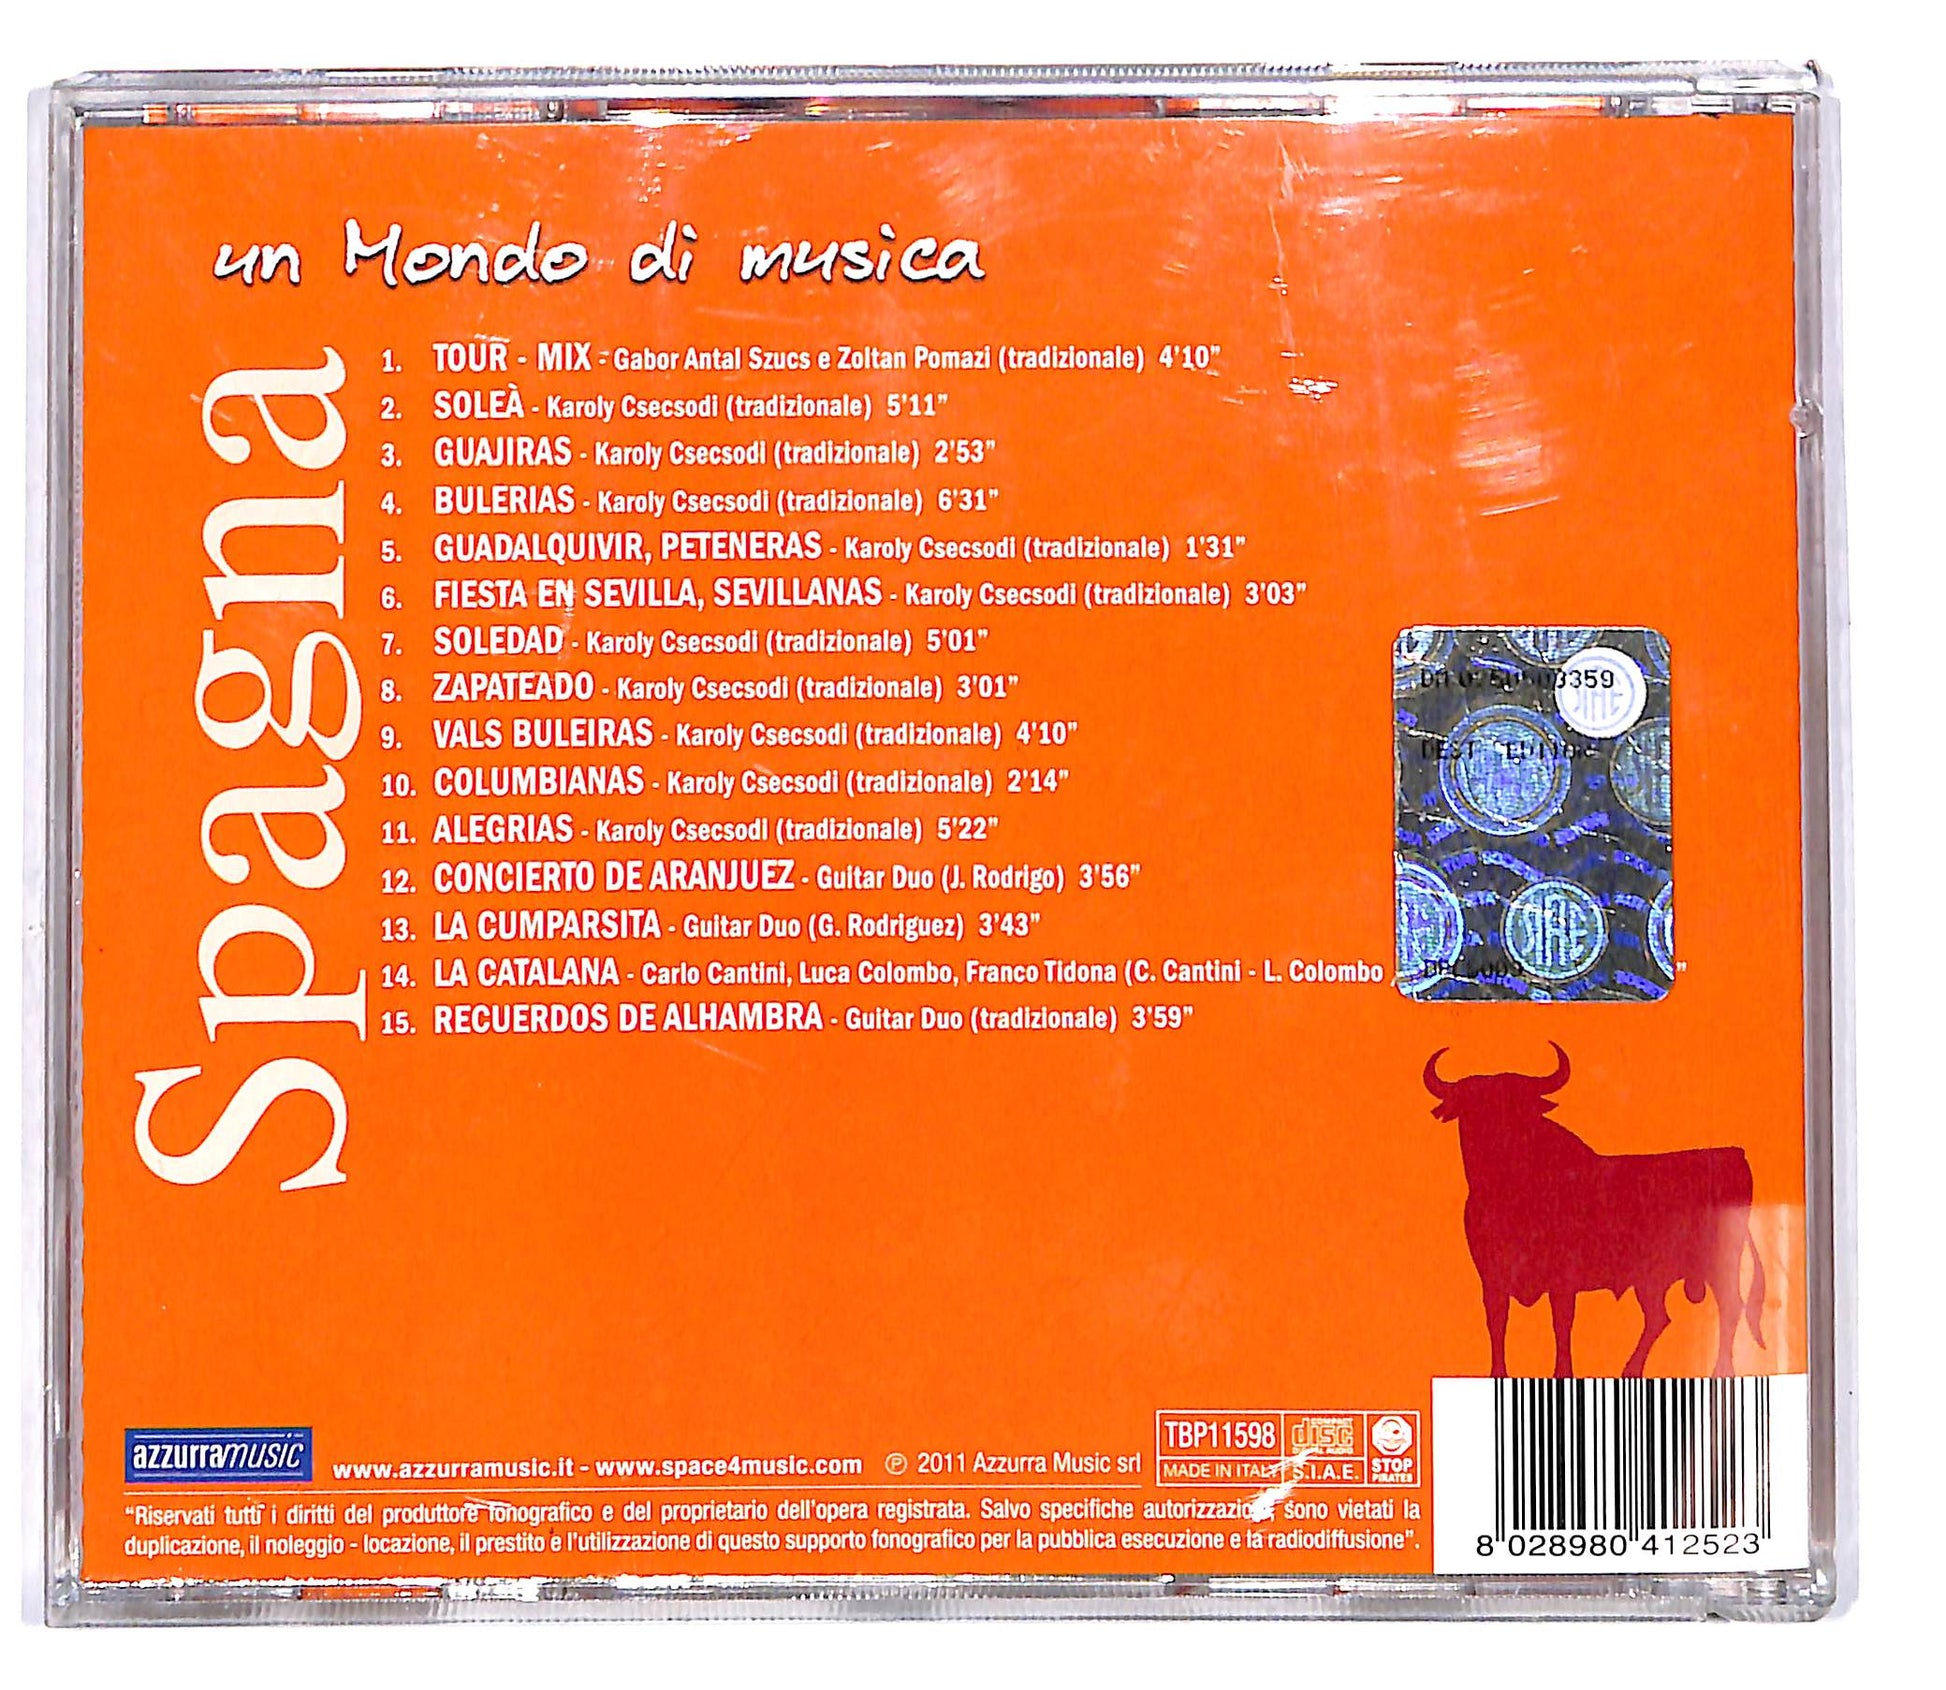 un Mondo di musica
Spagna
1. TOUR - MIX - Gabor Antal Szucs e Zoltan Pomazi (tradizionale) 4'10"
2. SOLEÀ - Karoly Csecsodi (tradizionale) 5'11"
3. GUAJIRAS - Karoly Csecsodi (tradizionale) 2'53"
4. BULERIAS - Karoly Csecsodi (tradizionale) 6'31"
5. GUADALQUIVIR, PETENERAS - Karoly Csecsodi (tradizionale) 1'31"
6. FIESTA EN SEVILLA, SEVILLANAS - Karoly Csecsodi (tradizionale) 3'03"
7. SOLEDAD - Karoly Csecsodi (tradizionale) 5'01"
8. ZAPATEADO - Karoly Csecsodi (tradizionale) 3'01"
9. VALS BULEIRAS - Karoly Csecsodi (tradizionale) 4'10"
10. COLUMBIANAS - Karoly Csecsodi (tradizionale) 2'14"
11. ALEGRIAS - Karoly Csecsodi (tradizionale) 5'22"
12. CONCIERTO DE ARANJUEZ - Guitar Duo (J. Rodrigo) 3'56"
13. LA CUMPARSITA - Guitar Duo (G. Rodriguez) 3'43"
14. LA CATALANA - Carlo Cantini, Luca Colombo, Franco Tidona (C. Cantini - L. Colombo
15. RECUERDOS DE ALHAMBRA - Guitar Duo (tradizionale) 3'59"
SIAE
azzurramusic
www.azzurramusic.it - www.space4music.com ℗ 2011 Azzurra Music srl
TBP11598
MADE IN ITALY
COMPACT disc DIGITAL AUDIO
S.I.A.E.
STOP PIRATES
"Riservati tutti i diritti del produttore fonografico e del proprietario dell'opera registrata. Salvo specifiche autorizzazioni, sono vietati la
duplicazione, il noleggio - locazione, il prestito e l'utilizzazione di questo supporto fonografico per la pubblica esecuzione e la radiodiffusione".
8 028980 412523